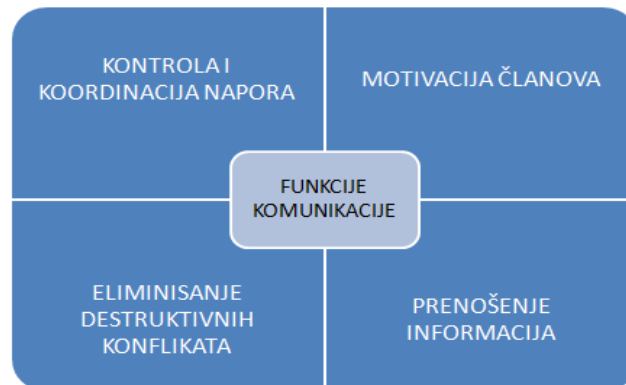 KONTROLA I
KOORDINACIJA NAPORA
MOTIVACIJA ČLANOVA
FUNKCIJE
KOMUNIKACIJE
ELIMINISANJE
DESTRUKTIVNIH
KONFLIKATA
PRENOŠENJE
INFORMACIJA